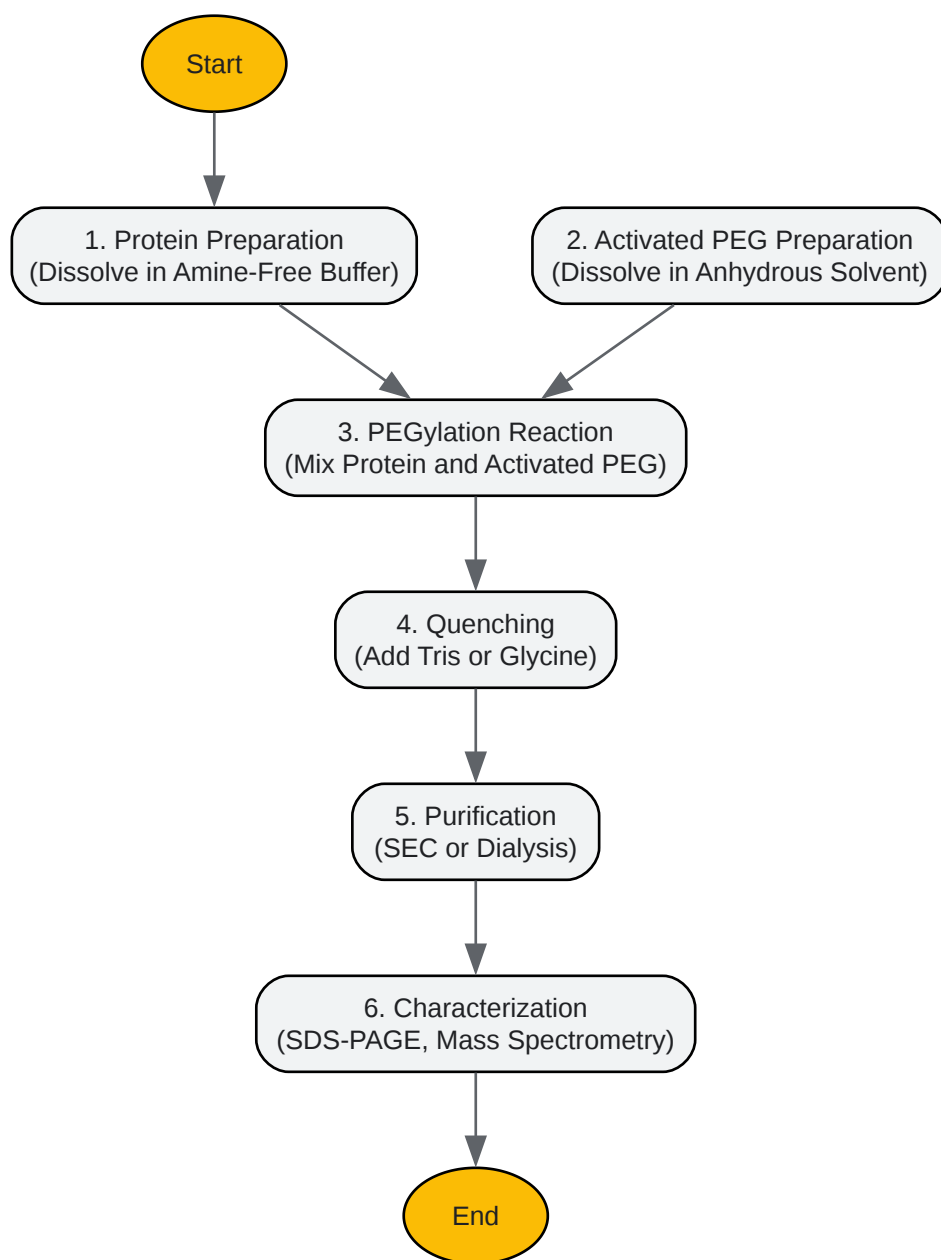 Start
1. Protein Preparation
(Dissolve in Amine-Free Buffer)
2. Activated PEG Preparation
(Dissolve in Anhydrous Solvent)
3. PEGylation Reaction
(Mix Protein and Activated PEG)
4. Quenching
(Add Tris or Glycine)
5. Purification
(SEC or Dialysis)
6. Characterization
(SDS-PAGE, Mass Spectrometry)
End